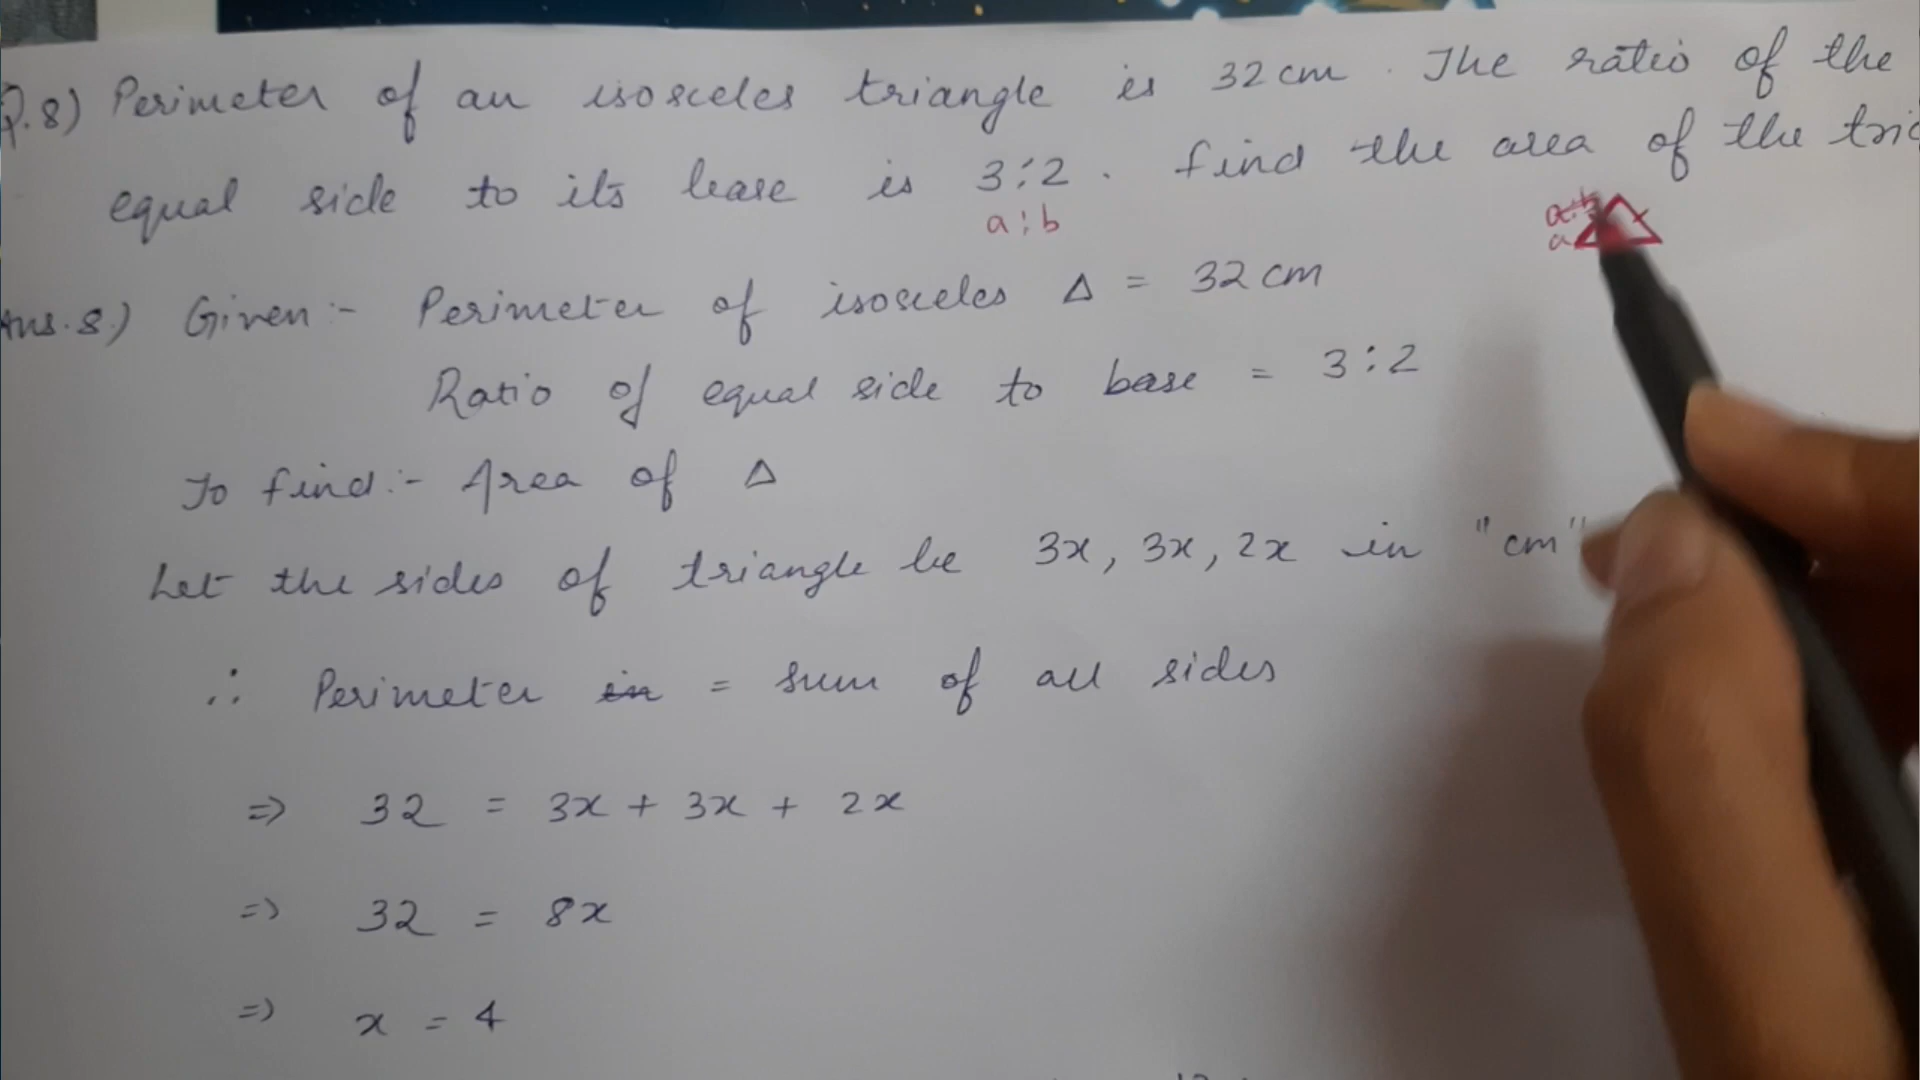 Q.8) Perimeter of an isosceles triangle is 32 cm. The ratio of the
equal side to its base is 3:2. Find the area of the
a:b
a
Ans.8.) Given:- Perimeter of isosceles Δ = 32 cm
Ratio of equal side to base = 3:2
To find:- Area of Δ
Let the sides of triangle be 3x, 3x, 2x in "cm"
∴ Perimeter in = sum of all sides
=> 32 = 3x + 3x + 2x
=> 32 = 8x
=> x = 4